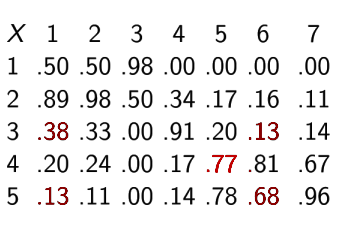 X 1 2 3 4 5 6 7
1 .50 .50 .98 .00 .00 .00 .00
2 .89 .98 .50 .34 .17 .16 .11
3 .38 .33 .00 .91 .20 .13 .14
4 .20 .24 .00 .17 .77 .81 .67
5 .13 .11 .00 .14 .78 .68 .96